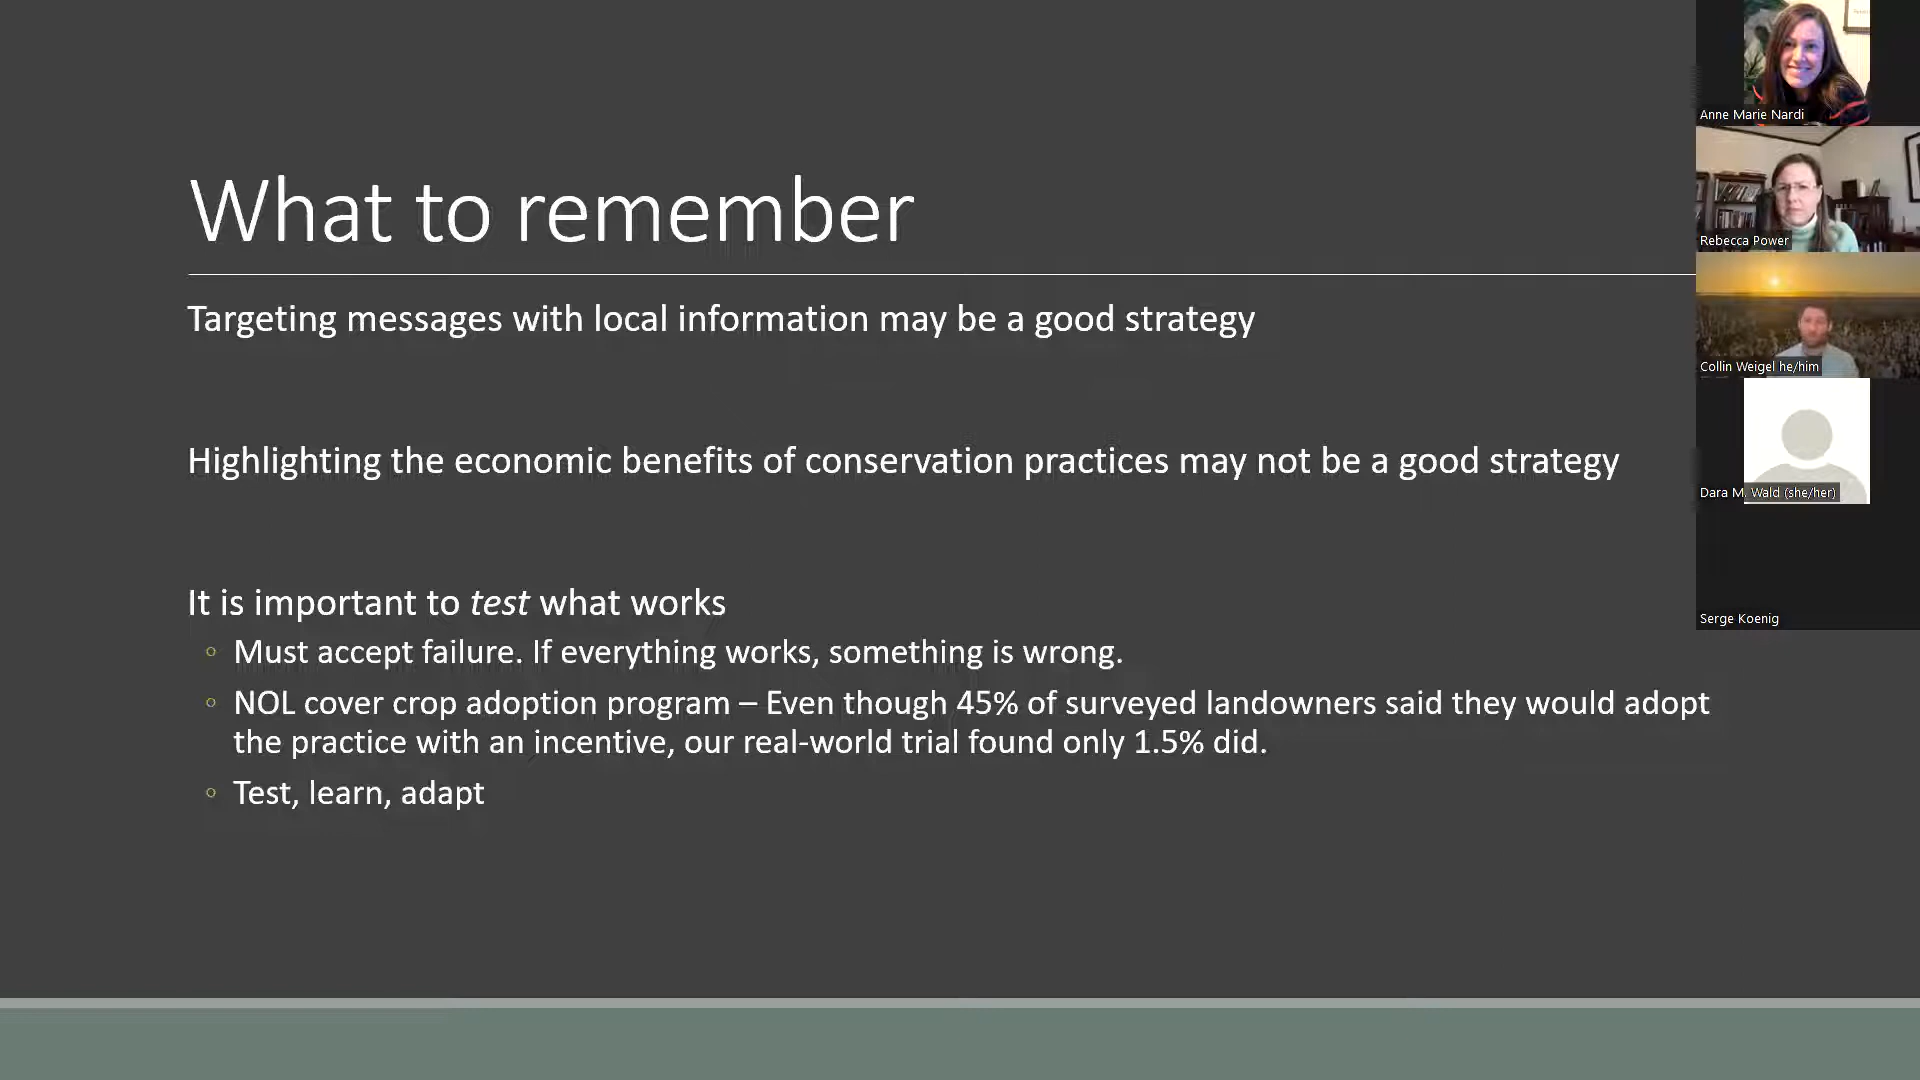 What to remember
Targeting messages with local information may be a good strategy
Highlighting the economic benefits of conservation practices may not be a good strategy
It is important to test what works
Must accept failure. If everything works, something is wrong.
NOL cover crop adoption program – Even though 45% of surveyed landowners said they would adopt
the practice with an incentive, our real-world trial found only 1.5% did.
Test, learn, adapt
Anne Marie Nardi
Rebecca Power
Collin Weigel he/him
Dara M. Wald (she/her)
Serge Koenig